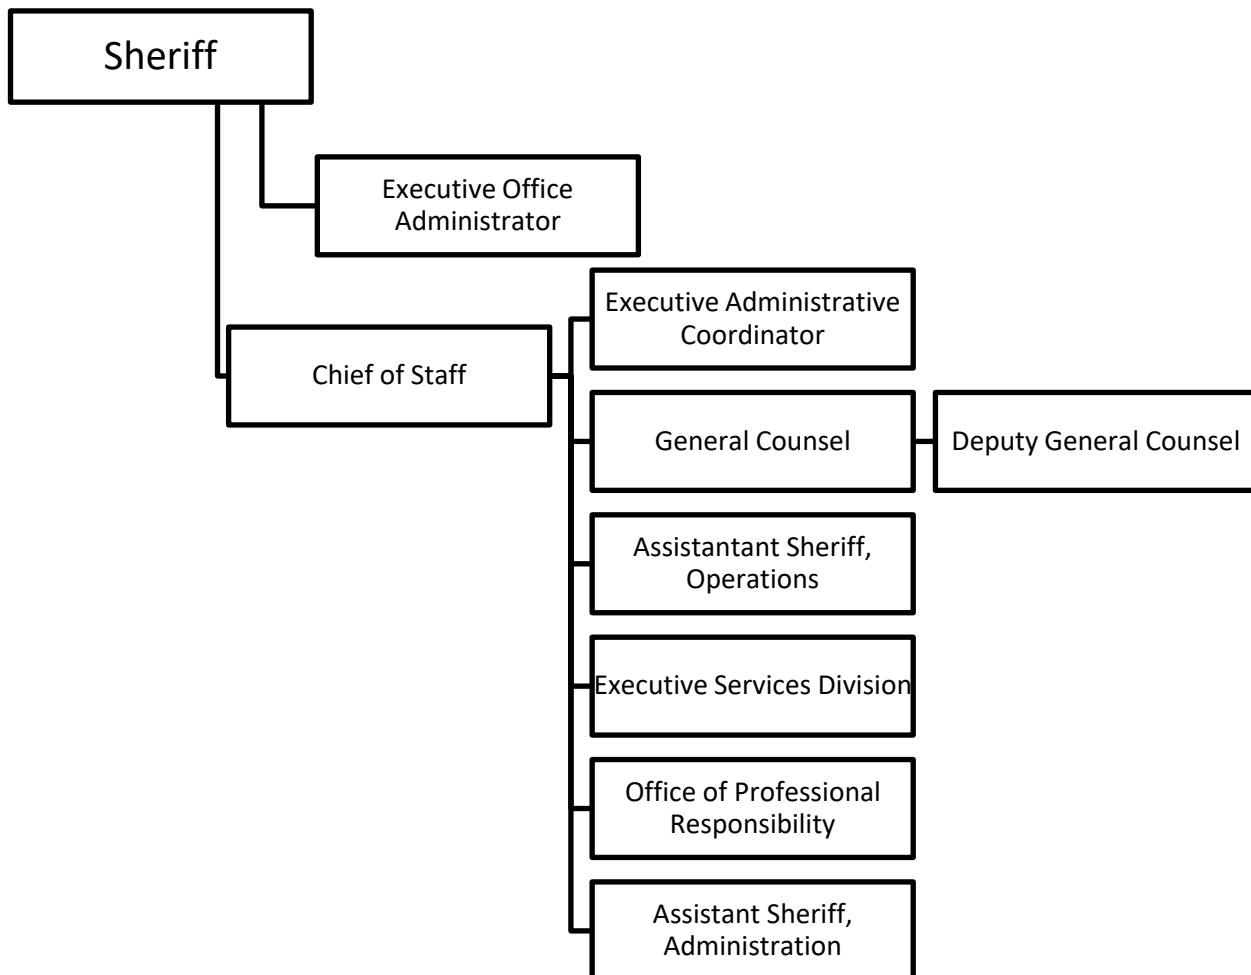 Sheriff
Executive Office
Administrator
Executive Administrative
Coordinator
Chief of Staff
General Counsel
Deputy General Counsel
Assistantant Sheriff,
Operations
Executive Services Division
Office of Professional
Responsibility
Assistant Sheriff,
Administration